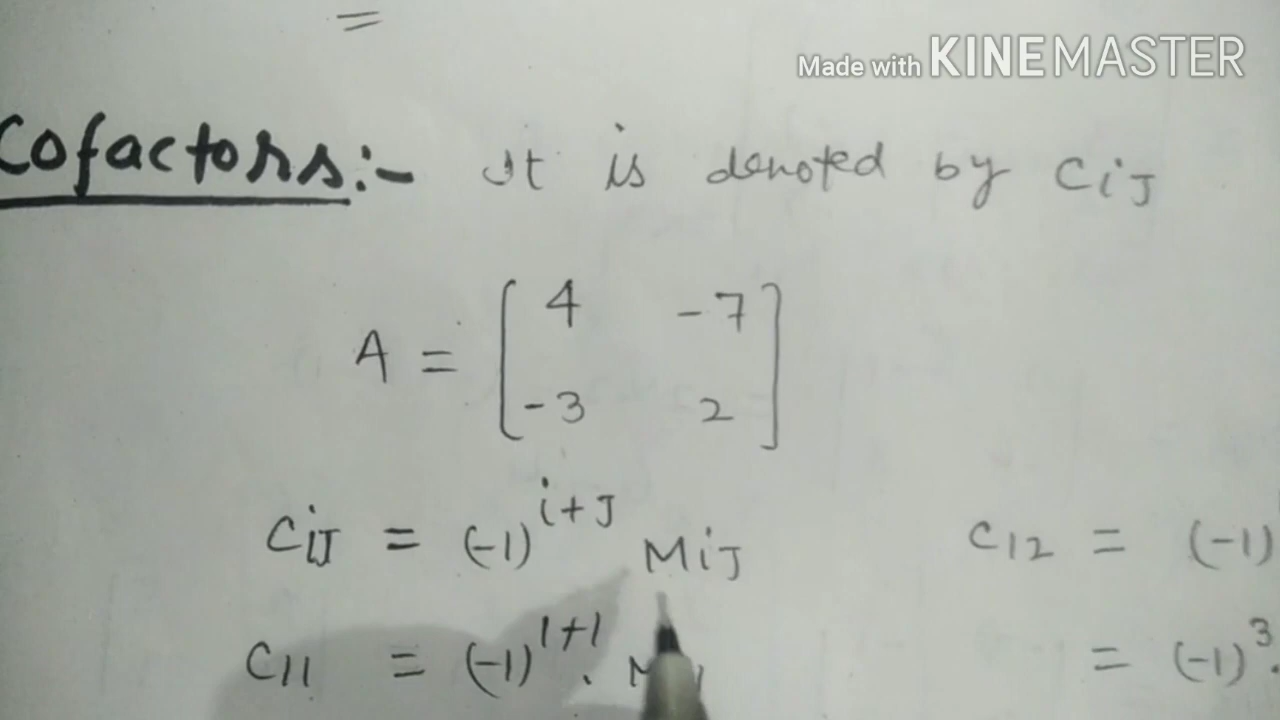 =
Made with KINEMASTER
Cofactors:- It is denoted by Cij
A = [ 4 -7
-3 2 ]
Cij = (-1)^i+j Mij
C12 = (-1)
C11 = (-1)^1+1 . M
= (-1)^3 .